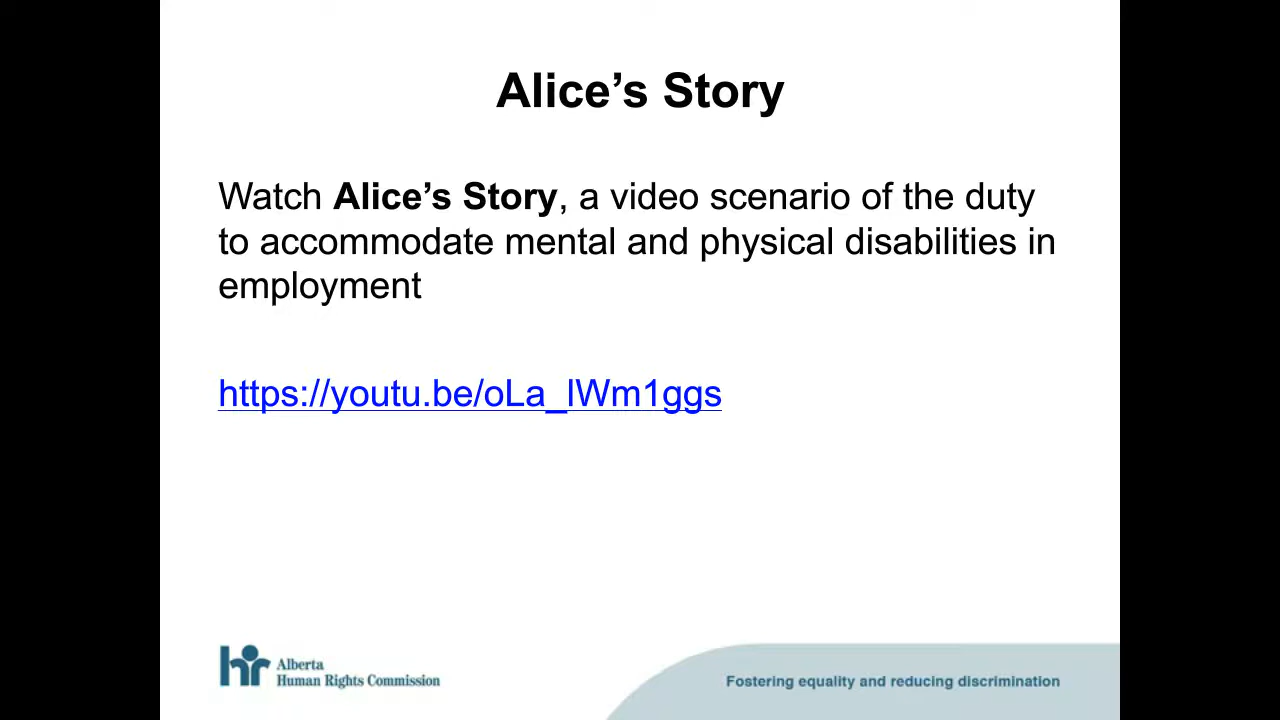 Alice’s Story
Watch Alice’s Story, a video scenario of the duty
to accommodate mental and physical disabilities in
employment
https://youtu.be/oLa_lWm1ggs
Alberta
Human Rights Commission
Fostering equality and reducing discrimination